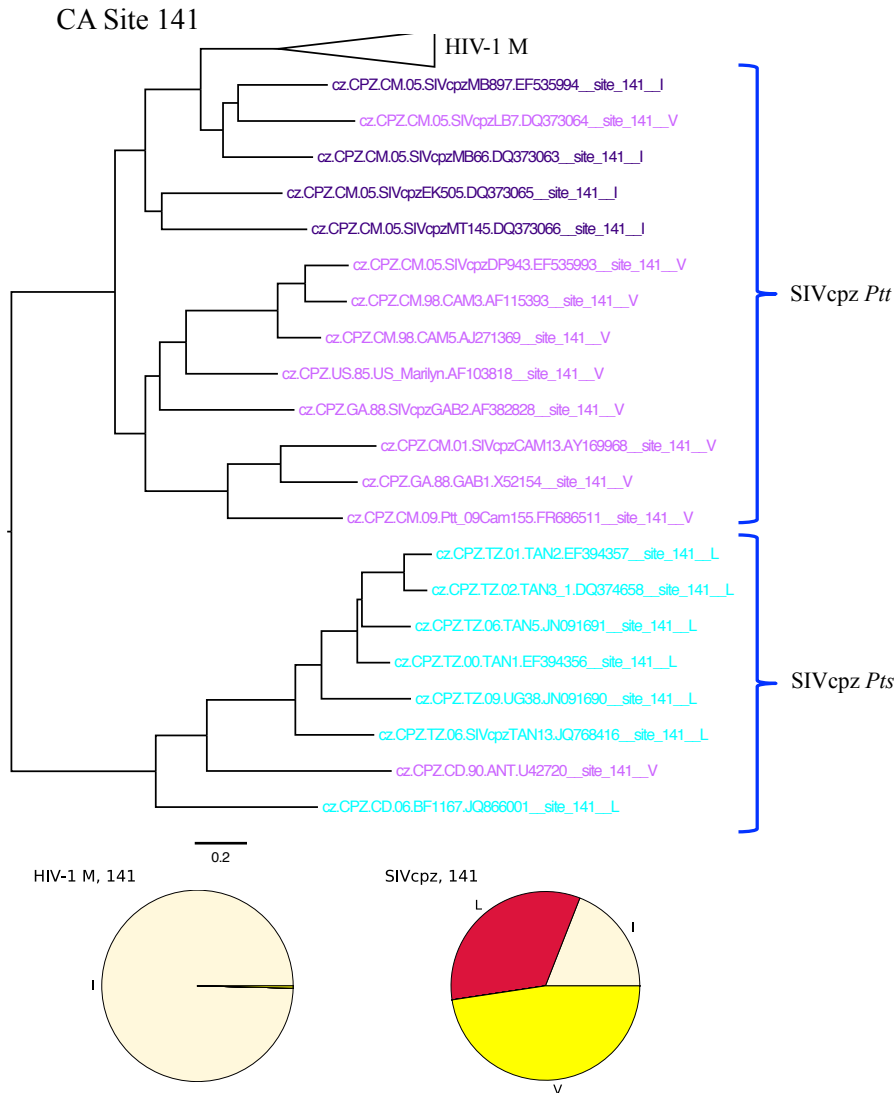 CA Site 141
HIV-1 M
cz.CPZ.CM.05.SIVcpzMB897.EF535994__site_141__I
cz.CPZ.CM.05.SIVcpzLB7.DQ373064__site_141__V
cz.CPZ.CM.05.SIVcpzMB66.DQ373063__site_141__I
cz.CPZ.CM.05.SIVcpzEK505.DQ373065__site_141__I
cz.CPZ.CM.05.SIVcpzMT145.DQ373066__site_141__I
cz.CPZ.CM.05.SIVcpzDP943.EF535993__site_141__V
SIVcpz Ptt
cz.CPZ.CM.98.CAM3.AF115393__site_141__V
cz.CPZ.CM.98.CAM5.AJ271369__site_141__V
cz.CPZ.US.85.US_Marilyn.AF103818__site_141__V
cz.CPZ.GA.88.SIVcpzGAB2.AF382828__site_141__V
cz.CPZ.CM.01.SIVcpzCAM13.AY169968__site_141__V
cz.CPZ.GA.88.GAB1.X52154__site_141__V
cz.CPZ.CM.09.Ptt_09Cam155.FR686511__site_141__V
cz.CPZ.TZ.01.TAN2.EF394357__site_141__L
cz.CPZ.TZ.02.TAN3_1.DQ374658__site_141__L
cz.CPZ.TZ.06.TAN5.JN091691__site_141__L
cz.CPZ.TZ.00.TAN1.EF394356__site_141__L
SIVcpz Pts
cz.CPZ.TZ.09.UG38.JN091690__site_141__L
cz.CPZ.TZ.06.SIVcpzTAN13.JQ768416__site_141__L
cz.CPZ.CD.90.ANT.U42720__site_141__V
cz.CPZ.CD.06.BF1167.JQ866001__site_141__L
0.2
HIV-1 M, 141
I
SIVcpz, 141
L
I
V